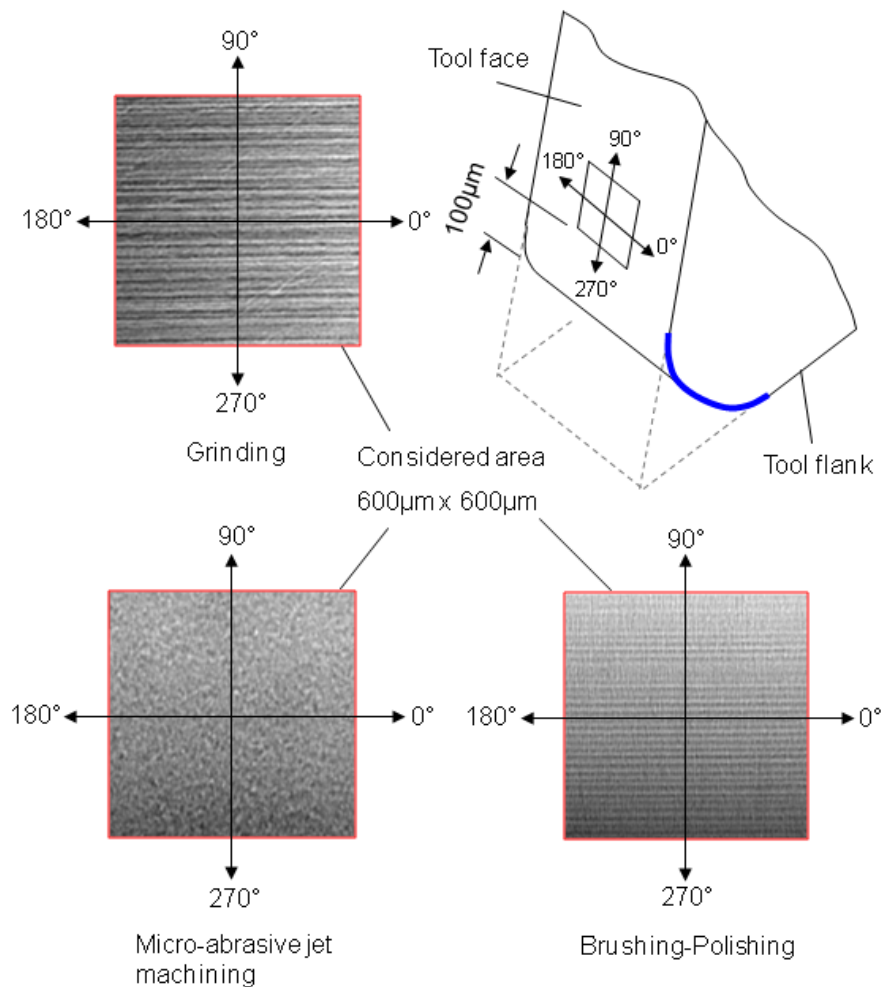 90°
180°
0°
270°
Grinding
Tool face
90°
180°
100µm
0°
270°
Tool flank
Considered area
600µm x 600µm
90°
180°
0°
270°
Micro-abrasive jet
machining
90°
180°
0°
270°
Brushing-Polishing